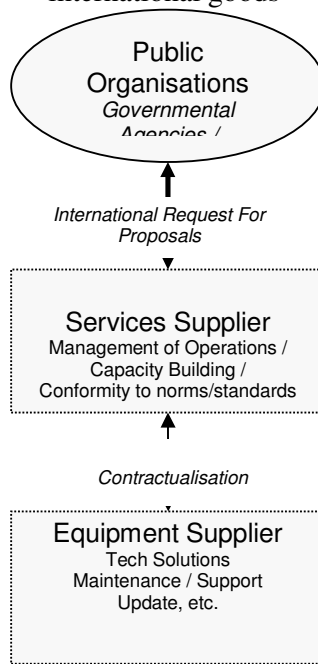 international goods
Public
Organisations
Governmental
Agencies /
International Request For
Proposals
Services Supplier
Management of Operations /
Capacity Building /
Conformity to norms/standards
Contractualisation
Equipment Supplier
Tech Solutions
Maintenance / Support
Update, etc.